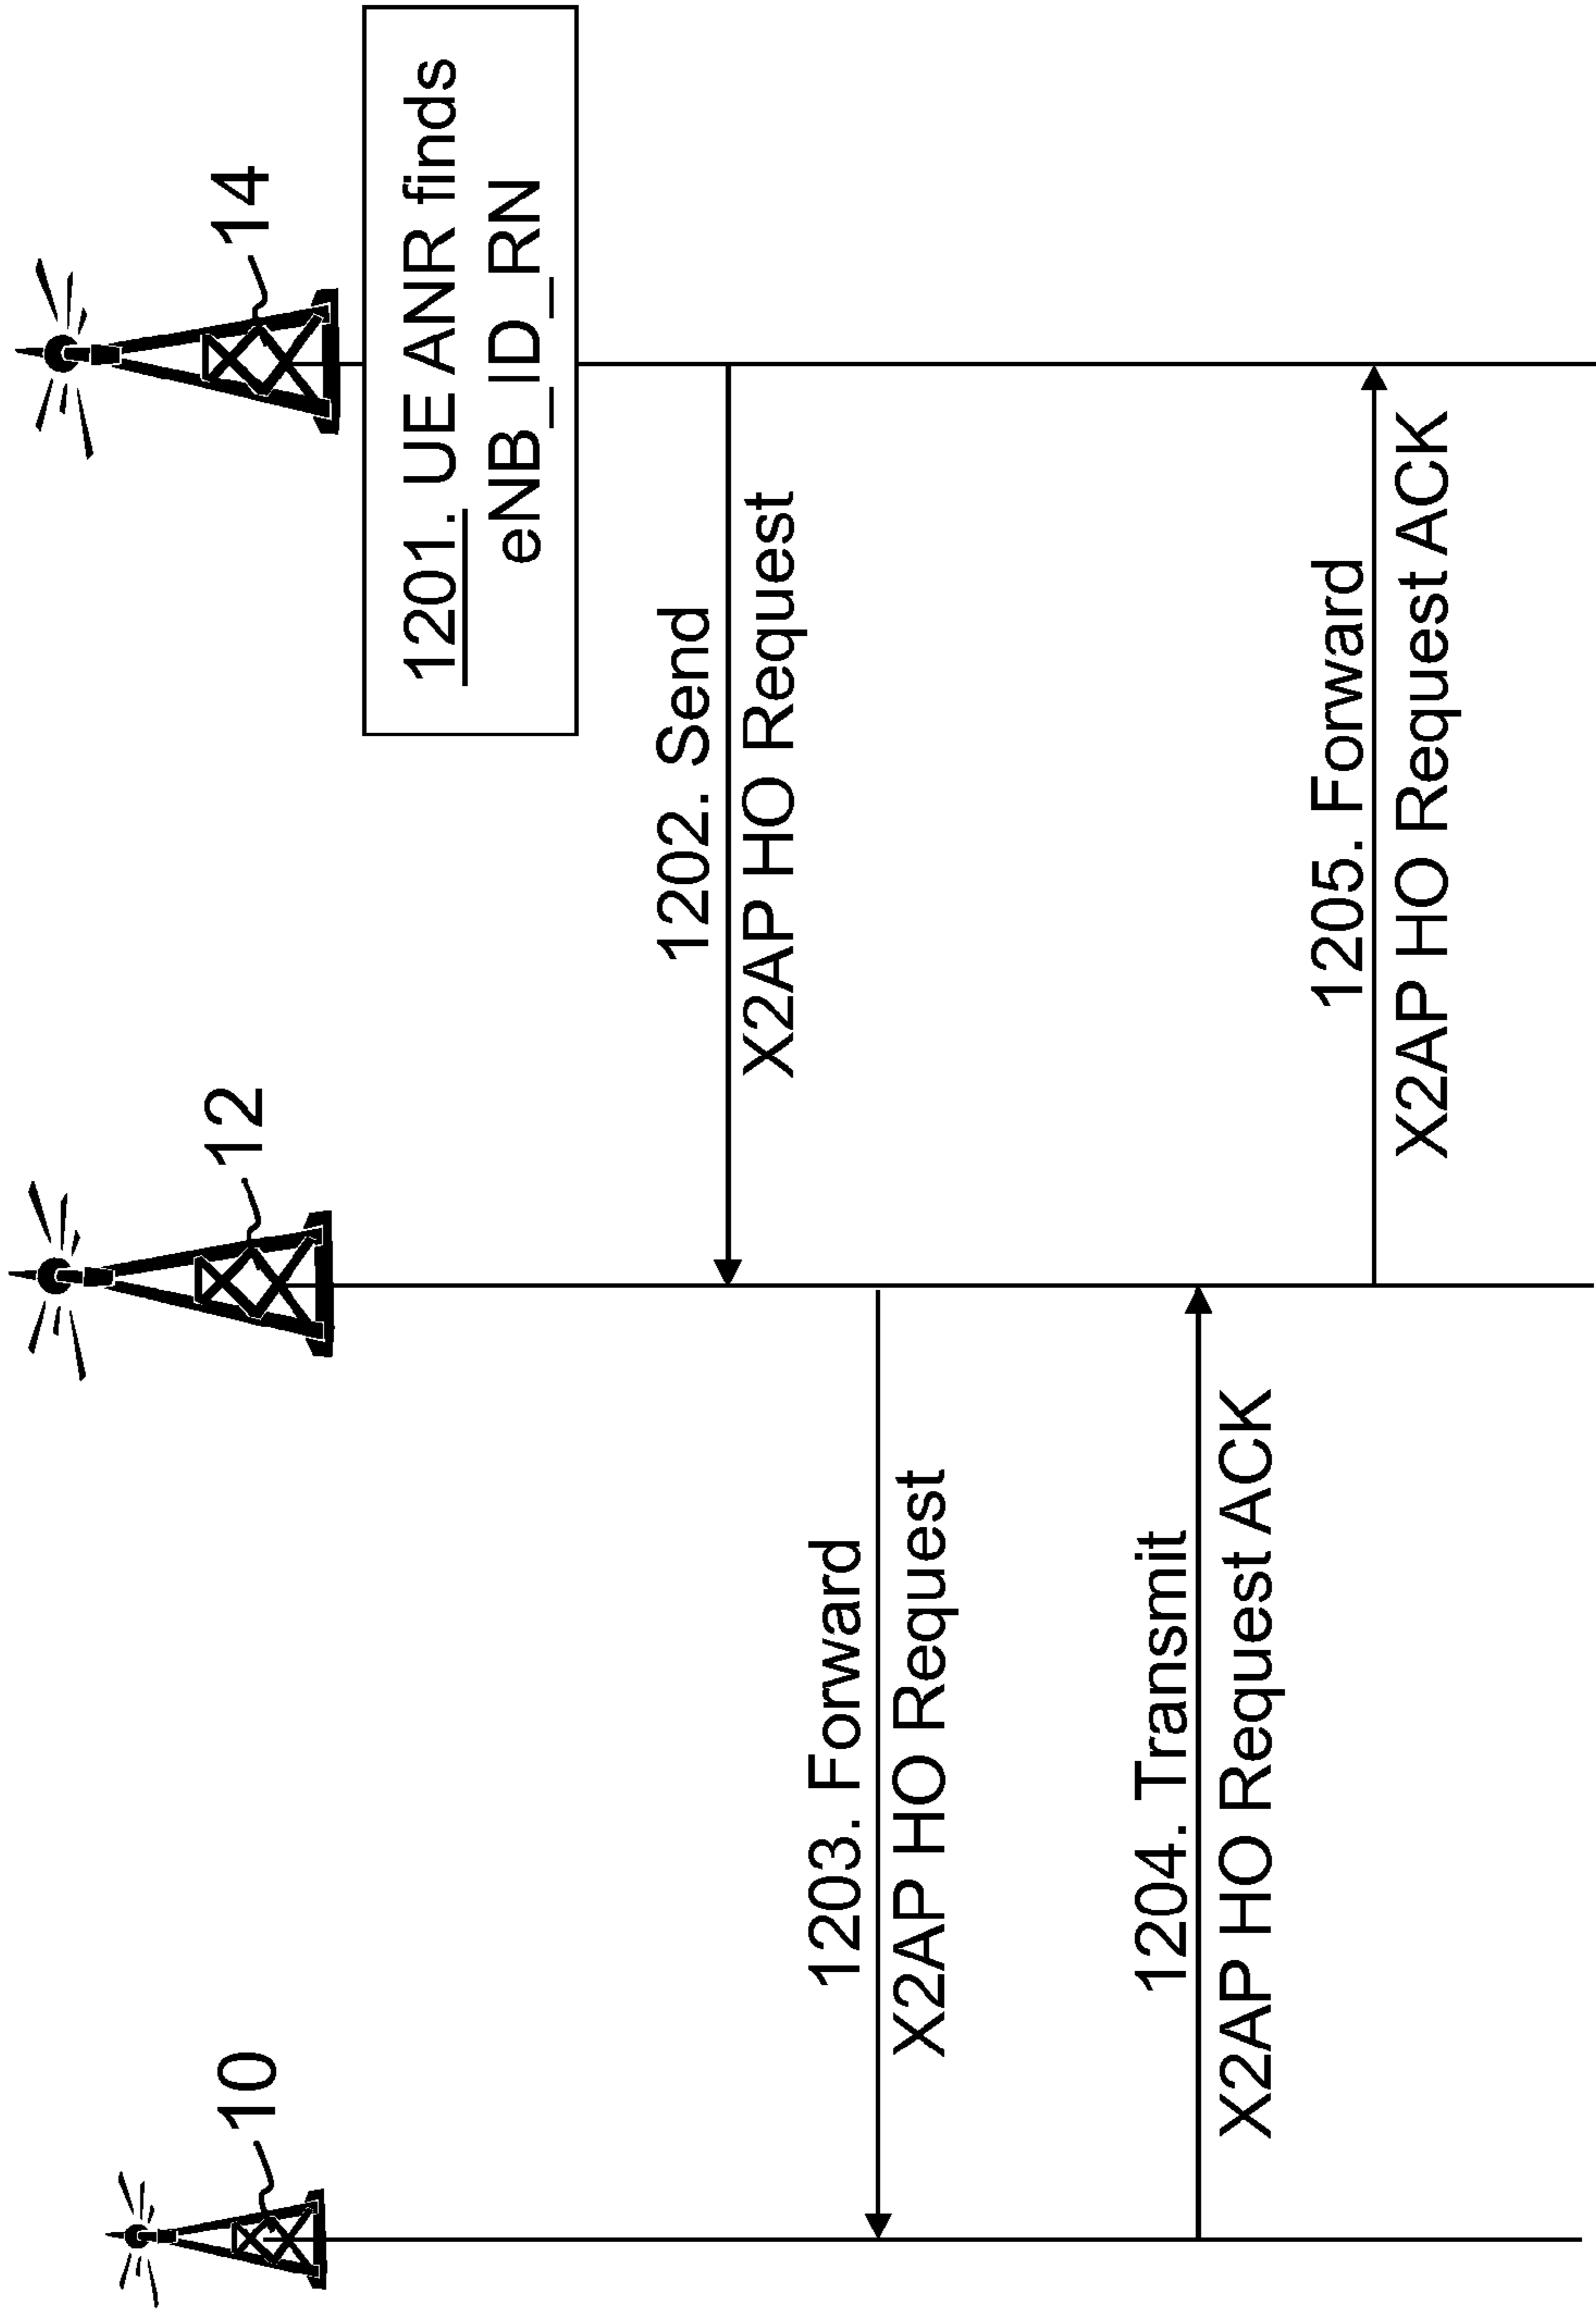 10
12
14
1201. UE ANR finds
eNB_ID_RN
1202. Send
X2AP HO Request
1203. Forward
X2AP HO Request
1204. Transmit
X2AP HO Request ACK
1205. Forward
X2AP HO Request ACK